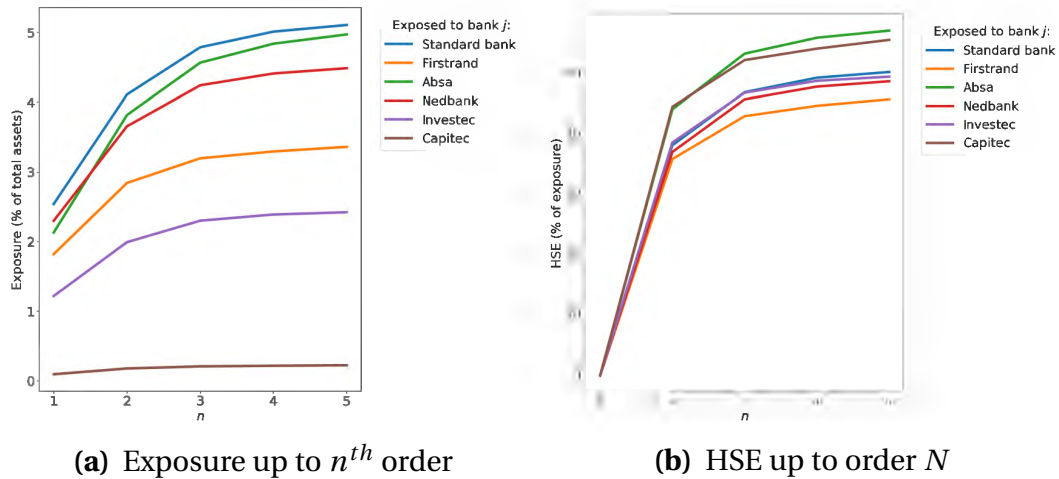 Exposed to bank j:
Standard bank
Firstrand
Absa
Nedbank
Investec
Capitec
Exposure (% of total assets)
5
4
3
2
1
0
1 2 3 4 5
n
(a) Exposure up to n^{th} order
Exposed to bank j:
Standard bank
Firstrand
Absa
Nedbank
Investec
Capitec
HSE (% of exposure)
n
(b) HSE up to order N